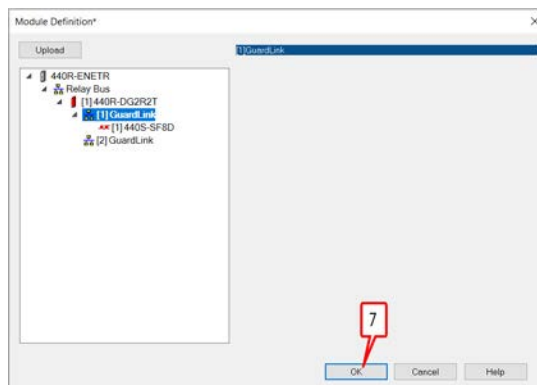 Module Definition*
Upload
[1]GuardLink
440R-ENETR
Relay Bus
[1] 440R-DG2R2T
[1] GuardLink
[1] 440S-SF8D
[2] GuardLink
7
OK
Cancel
Help